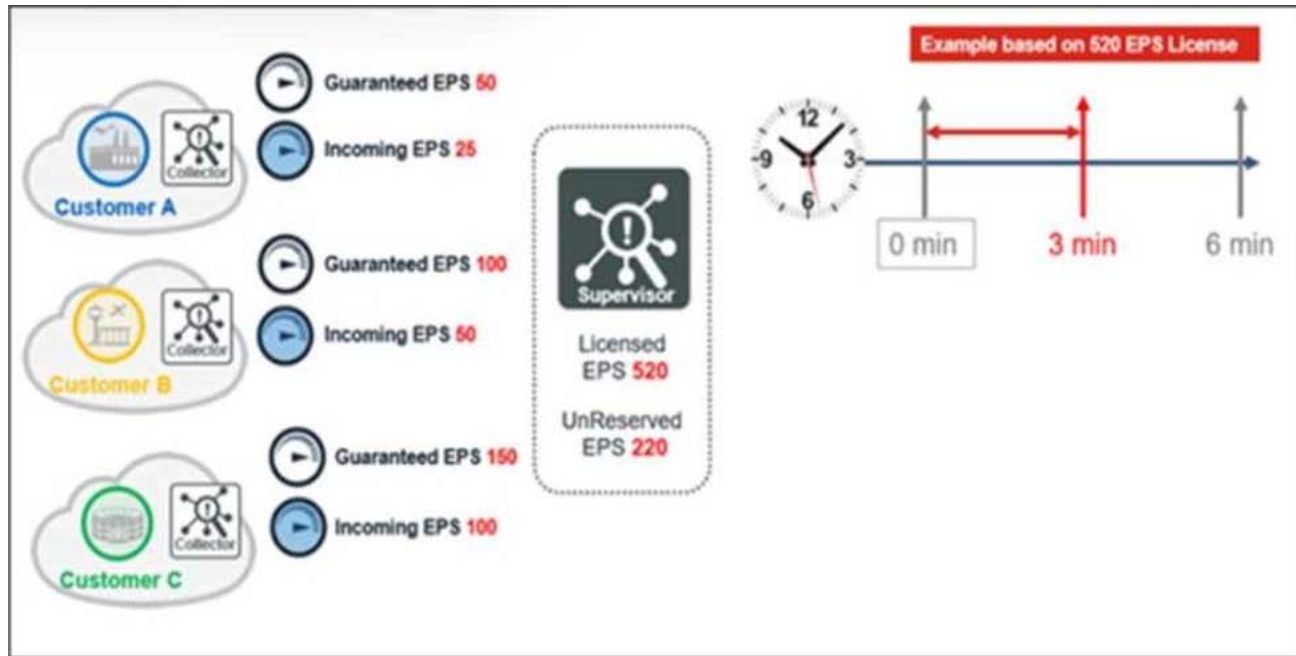 Example based on 520 EPS License
Guaranteed EPS 50
Incoming EPS 25
Collector
Customer A
12
3
6
9
0 min
3 min
6 min
Guaranteed EPS 100
Incoming EPS 50
Collector
Customer B
Supervisor
Licensed
EPS 520
UnReserved
EPS 220
Guaranteed EPS 150
Incoming EPS 100
Collector
Customer C